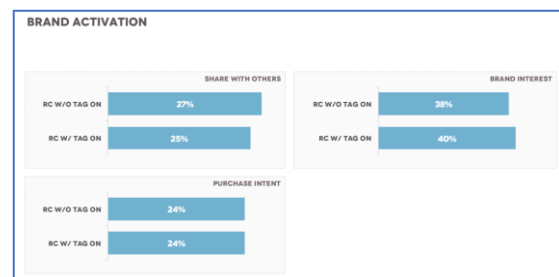 BRAND ACTIVATION
SHARE WITH OTHERS
RC W/O TAG ON 27%
RC W/ TAG ON 25%
BRAND INTEREST
RC W/O TAG ON 38%
RC W/ TAG ON 40%
PURCHASE INTENT
RC W/O TAG ON 24%
RC W/ TAG ON 24%